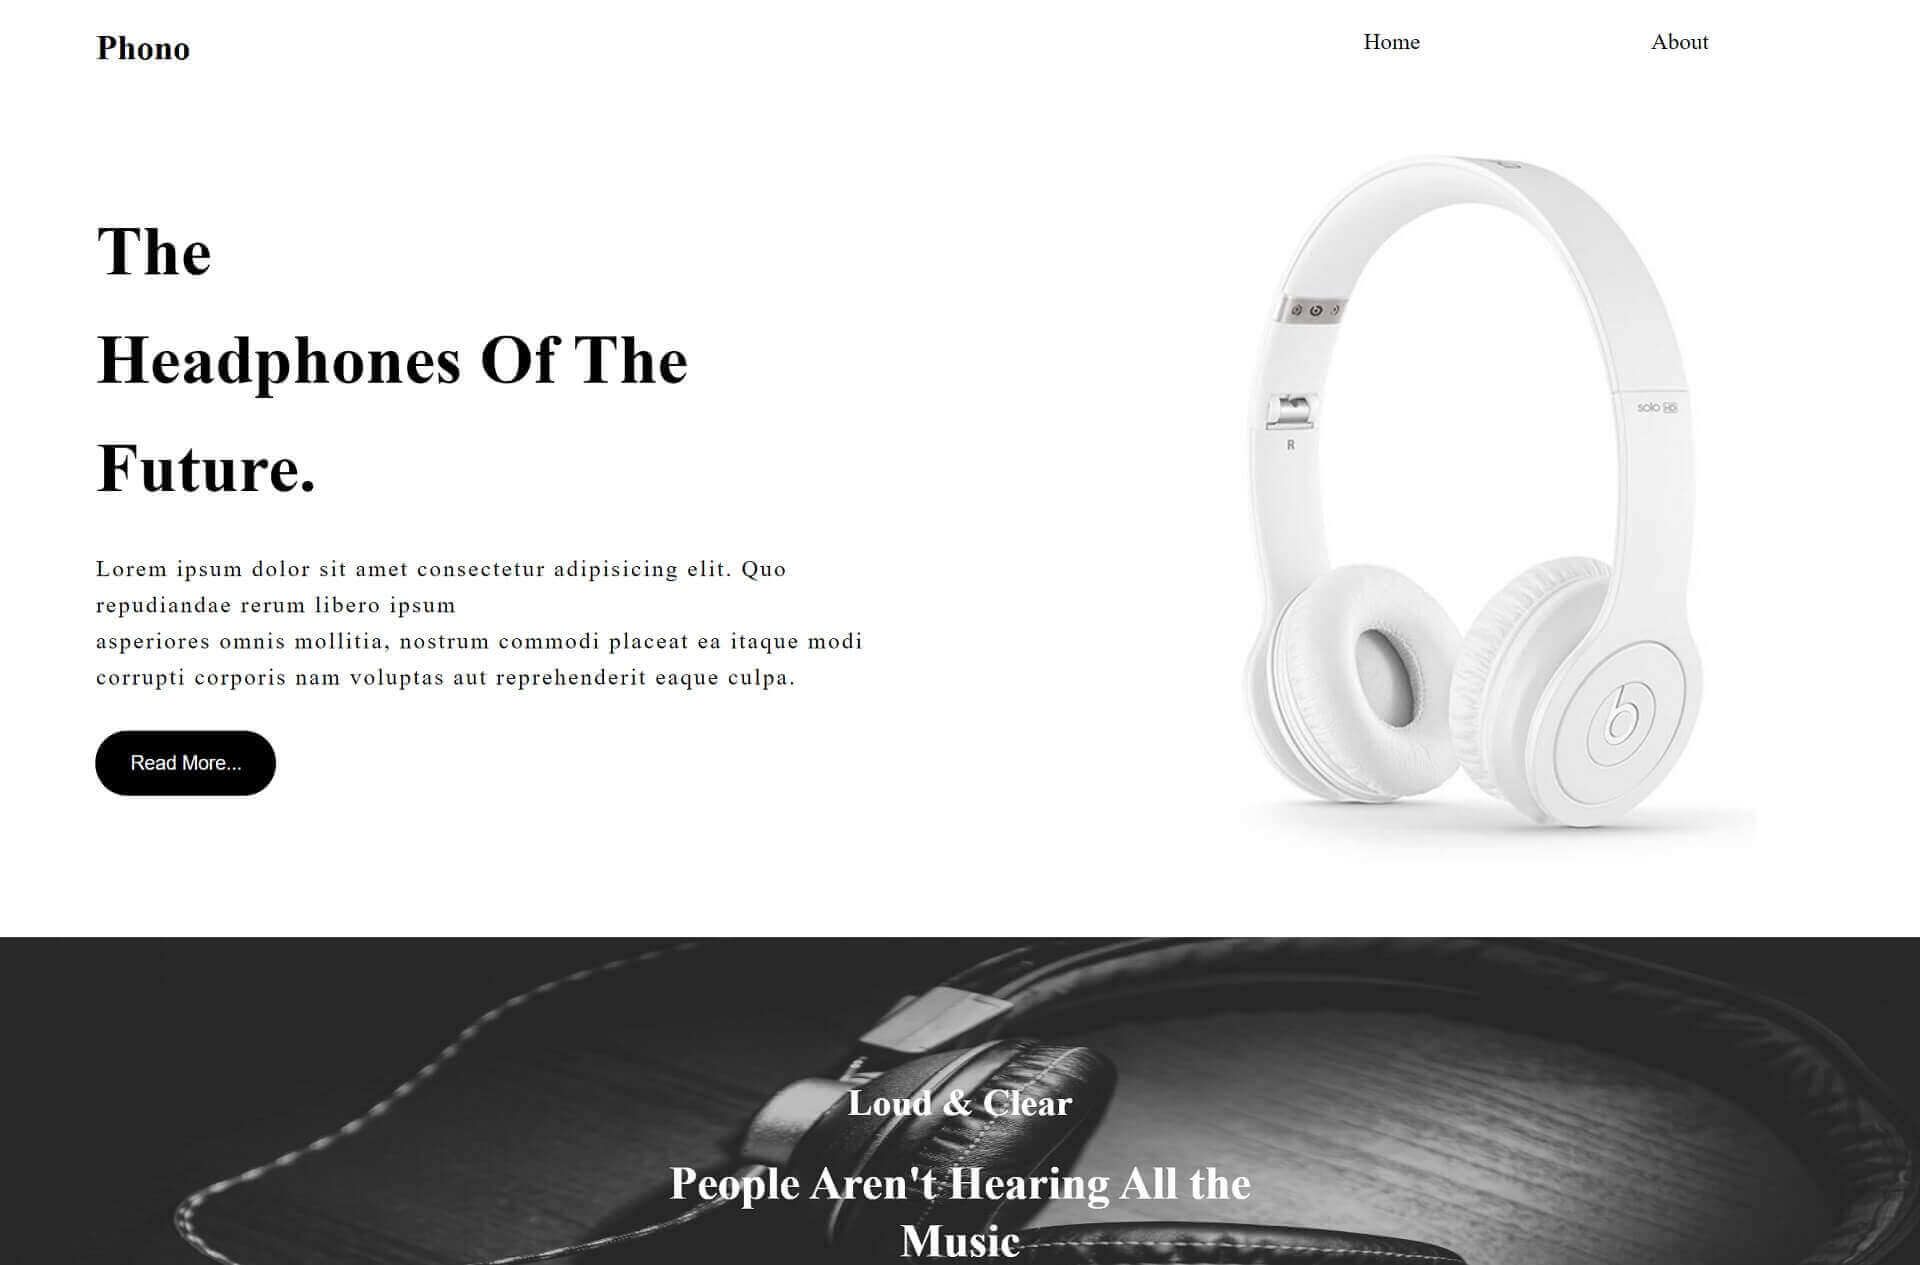 Phono
Home
About
The
Headphones Of The
Future.
Lorem ipsum dolor sit amet consectetur adipisicing elit. Quo
repudiandae rerum libero ipsum
asperiores omnis mollitia, nostrum commodi placeat ea itaque modi
corrupti corporis nam voluptas aut reprehenderit eaque culpa.
Read More...
R
solo HD
b
Loud & Clear
People Aren't Hearing All the
Music